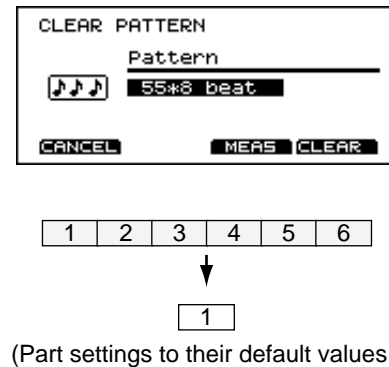 CLEAR PATTERN
Pattern
55*8 beat
CANCEL MEAS CLEAR
1 2 3 4 5 6
1
(Part settings to their default values